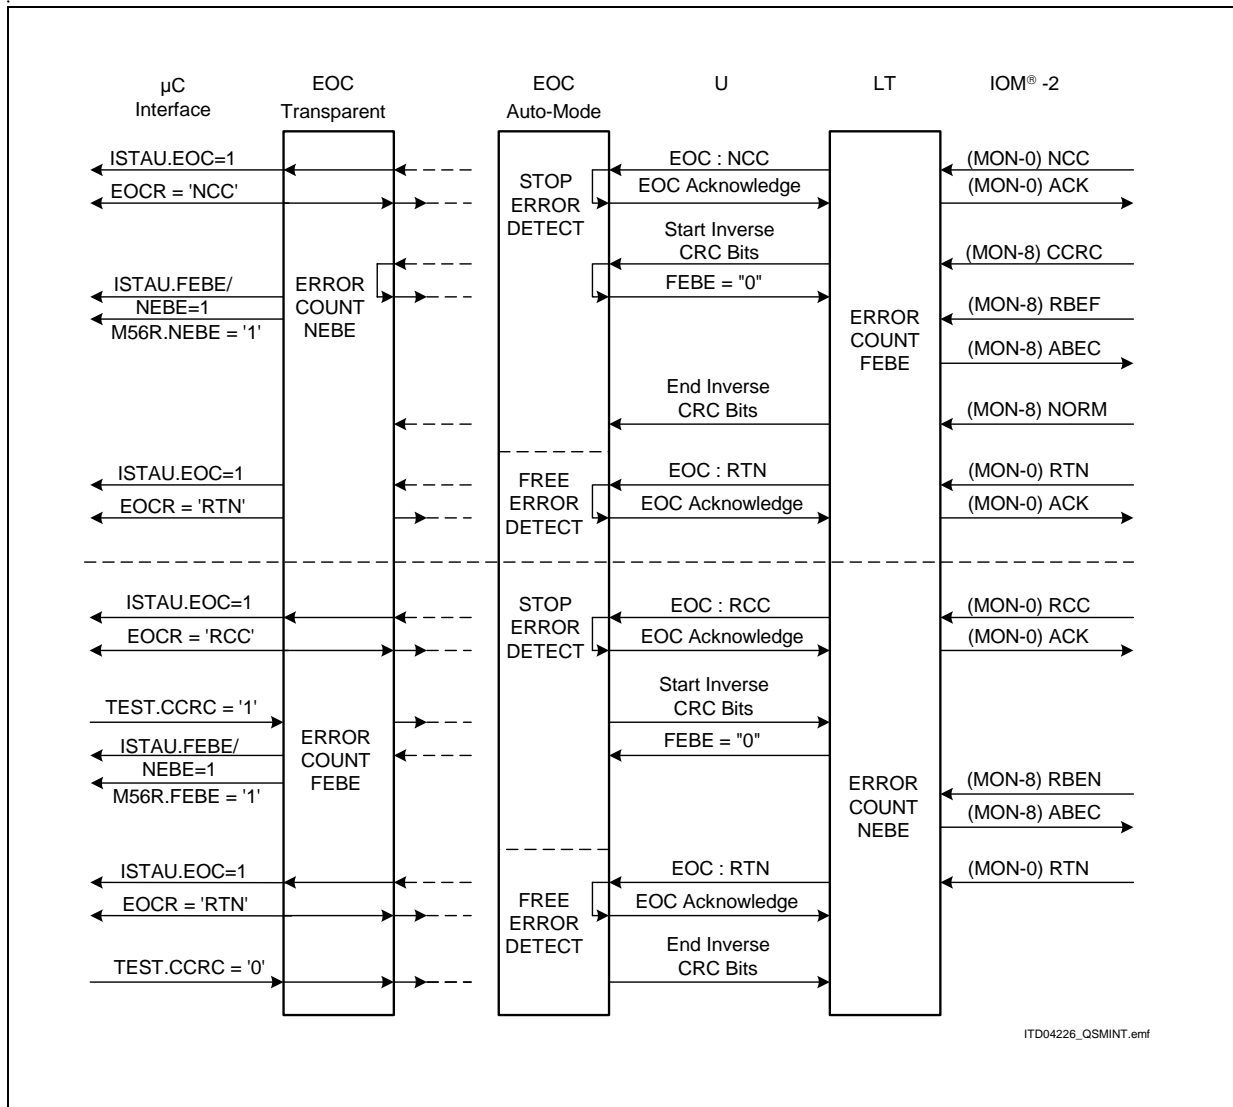 µC
Interface
EOC
Transparent
EOC
Auto-Mode
U
LT
IOM® -2
ISTAU.EOC=1
EOCR = 'NCC'
STOP
ERROR
DETECT
EOC : NCC
EOC Acknowledge
(MON-0) NCC
(MON-0) ACK
ISTAU.FEBE/
NEBE=1
M56R.NEBE = '1'
ERROR
COUNT
NEBE
Start Inverse
CRC Bits
FEBE = "0"
ERROR
COUNT
FEBE
(MON-8) CCRC
(MON-8) RBEF
(MON-8) ABEC
End Inverse
CRC Bits
(MON-8) NORM
ISTAU.EOC=1
EOCR = 'RTN'
FREE
ERROR
DETECT
EOC : RTN
EOC Acknowledge
(MON-0) RTN
(MON-0) ACK
ISTAU.EOC=1
EOCR = 'RCC'
STOP
ERROR
DETECT
EOC : RCC
EOC Acknowledge
(MON-0) RCC
(MON-0) ACK
TEST.CCRC = '1'
ISTAU.FEBE/
NEBE=1
M56R.FEBE = '1'
ERROR
COUNT
FEBE
Start Inverse
CRC Bits
FEBE = "0"
ERROR
COUNT
NEBE
(MON-8) RBEN
(MON-8) ABEC
ISTAU.EOC=1
EOCR = 'RTN'
FREE
ERROR
DETECT
EOC : RTN
EOC Acknowledge
(MON-0) RTN
TEST.CCRC = '0'
End Inverse
CRC Bits
ITD04226_QSMINT.emf